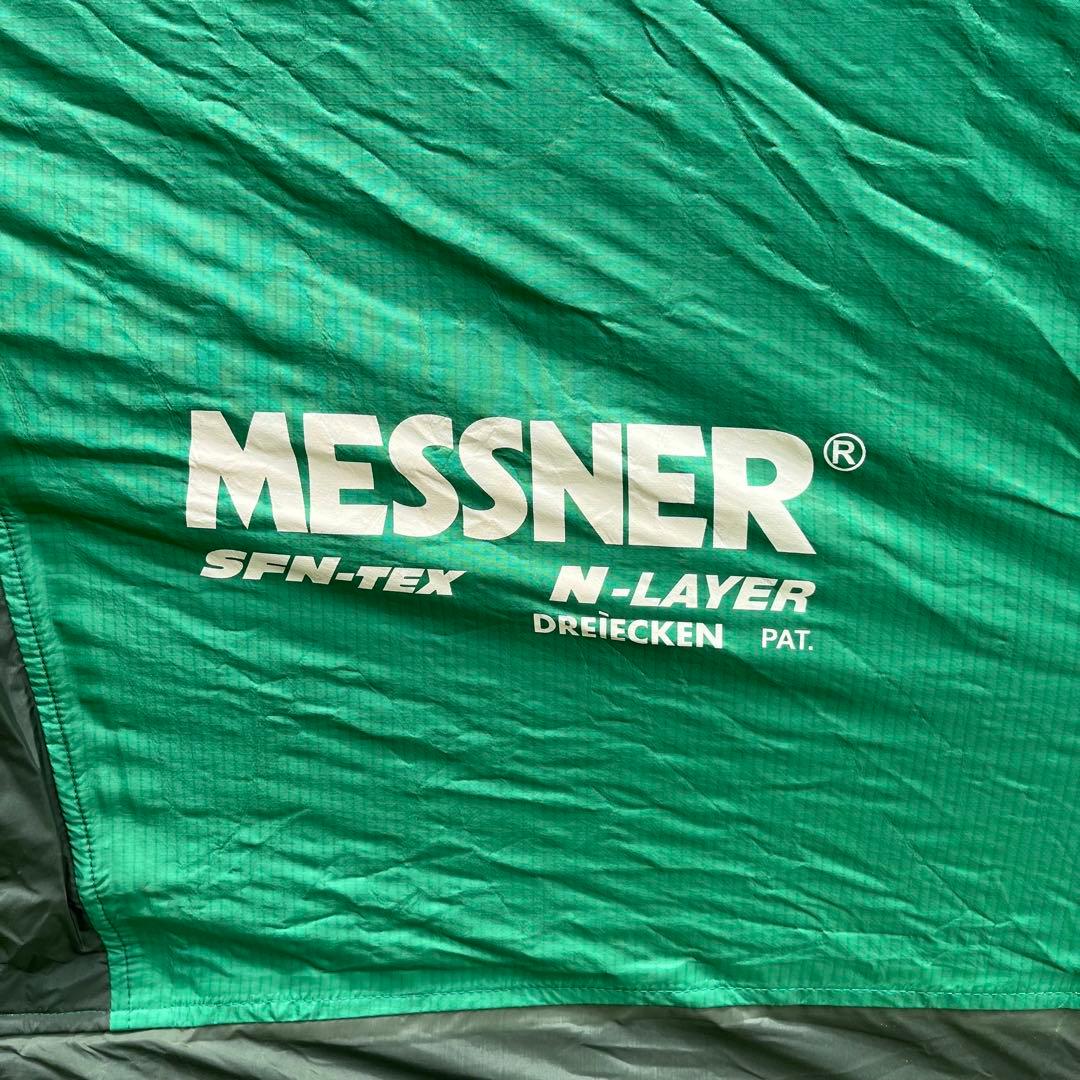 MESSNER®
SFN-TEX N-LAYER
DREÌECKEN PAT.